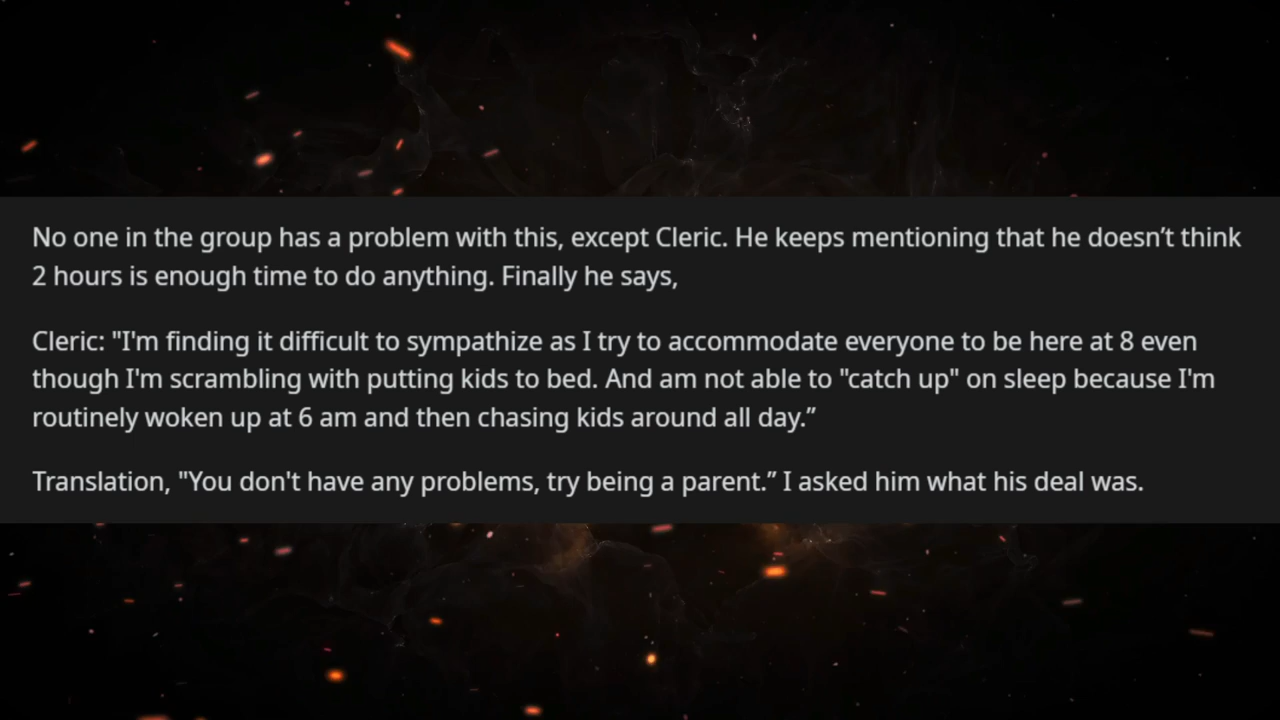 No one in the group has a problem with this, except Cleric. He keeps mentioning that he doesn’t think
2 hours is enough time to do anything. Finally he says,
Cleric: "I'm finding it difficult to sympathize as I try to accommodate everyone to be here at 8 even
though I'm scrambling with putting kids to bed. And am not able to "catch up" on sleep because I'm
routinely woken up at 6 am and then chasing kids around all day.”
Translation, "You don't have any problems, try being a parent.” I asked him what his deal was.